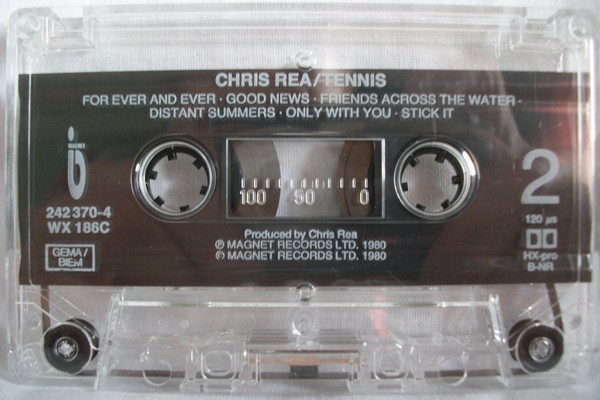 CHRIS REA/TENNIS
FOR EVER AND EVER · GOOD NEWS · FRIENDS ACROSS THE WATER ·
DISTANT SUMMERS · ONLY WITH YOU · STICK IT
MAGNET
242 370-4
WX 186C
GEMA/
BIEM
100 50 0
Produced by Chris Rea
℗ MAGNET RECORDS LTD. 1980
© MAGNET RECORDS LTD. 1980
2
120 µs
HX-pro
B-NR